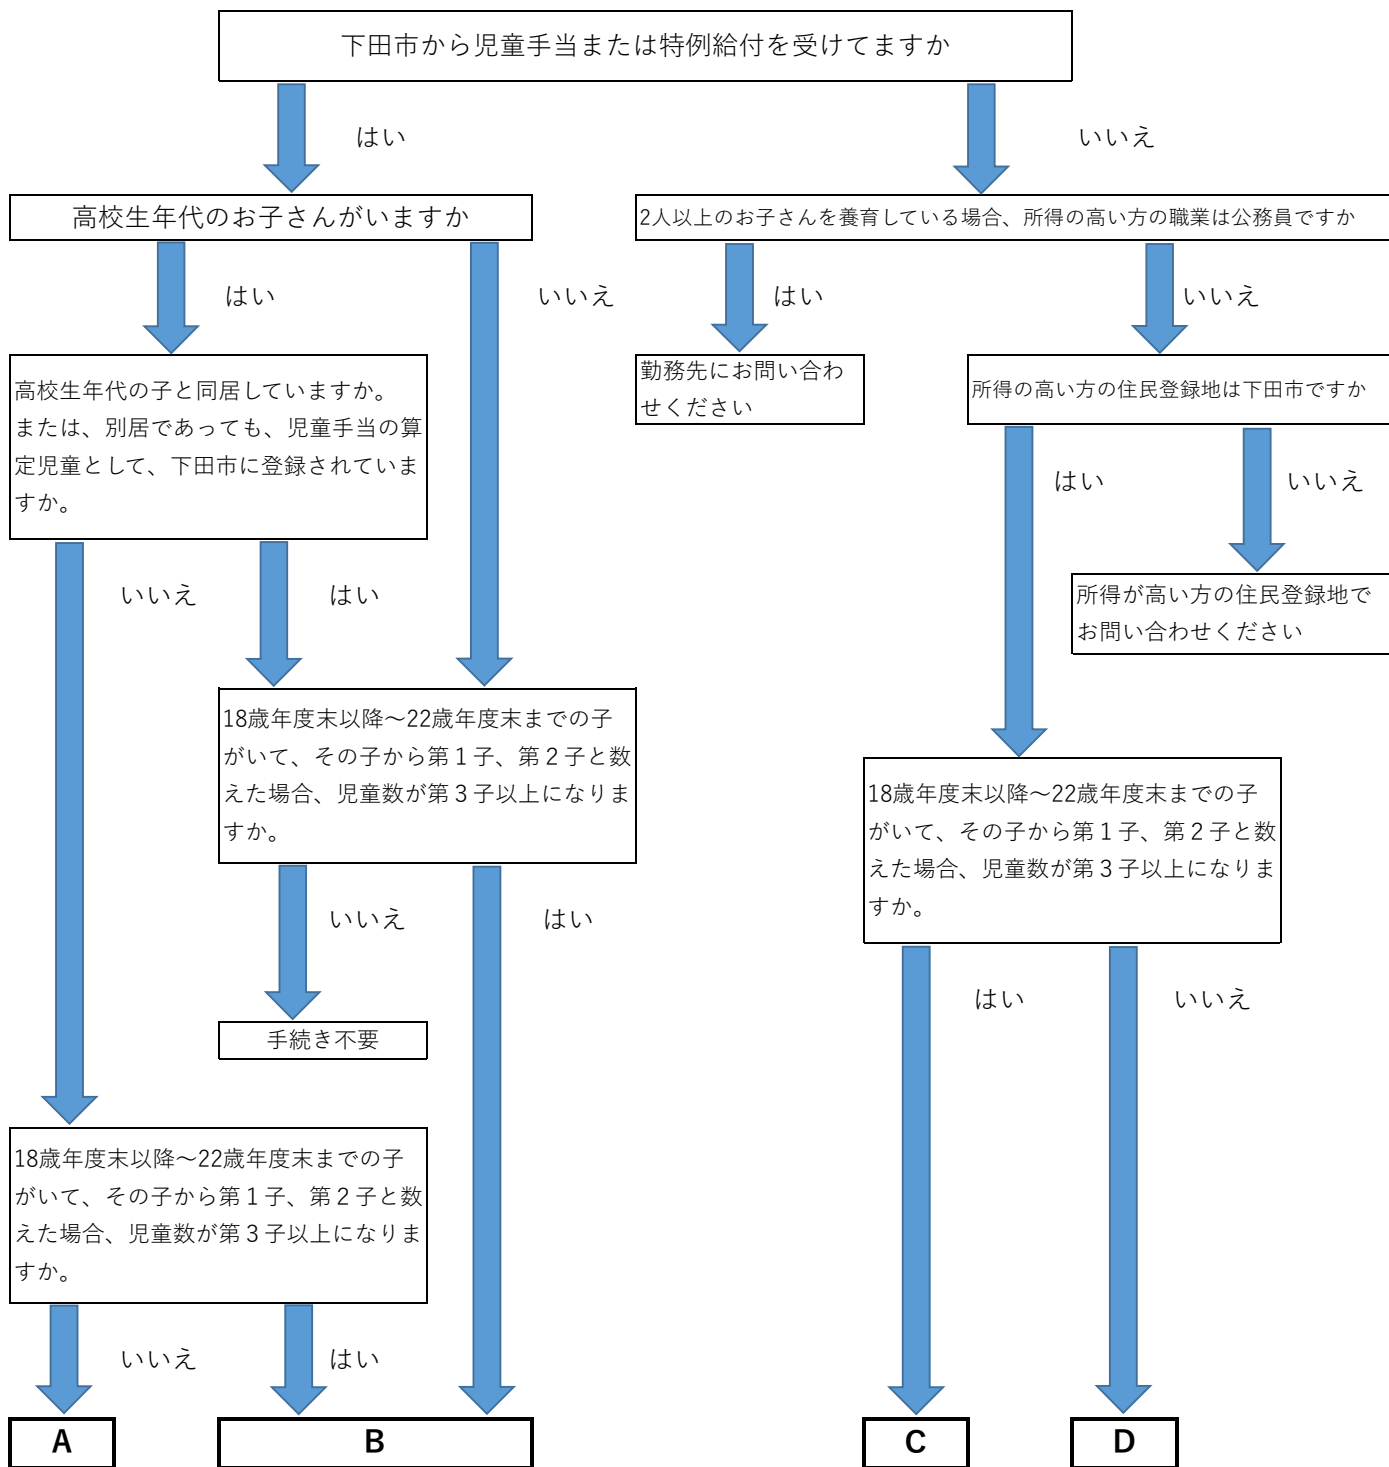 下田市から児童手当または特例給付を受けてますか
はい
いいえ
高校生年代のお子さんがいますか
2人以上のお子さんを養育している場合、所得の高い方の職業は公務員ですか
はい
いいえ
はい
いいえ
高校生年代の子と同居していますか。
または、別居であっても、児童手当の算
定児童として、下田市に登録されていま
すか。
勤務先にお問い合わ
せください
所得の高い方の住民登録地は下田市ですか
はい
いいえ
いいえ
はい
所得が高い方の住民登録地で
お問い合わせください
18歳年度末以降～22歳年度末までの子
がいて、その子から第１子、第２子と数
えた場合、児童数が第３子以上になりま
すか。
18歳年度末以降～22歳年度末までの子
がいて、その子から第１子、第２子と数
えた場合、児童数が第３子以上になりま
すか。
いいえ
はい
はい
いいえ
手続き不要
18歳年度末以降～22歳年度末までの子
がいて、その子から第１子、第２子と数
えた場合、児童数が第３子以上になりま
すか。
いいえ
はい
A
B
C
D